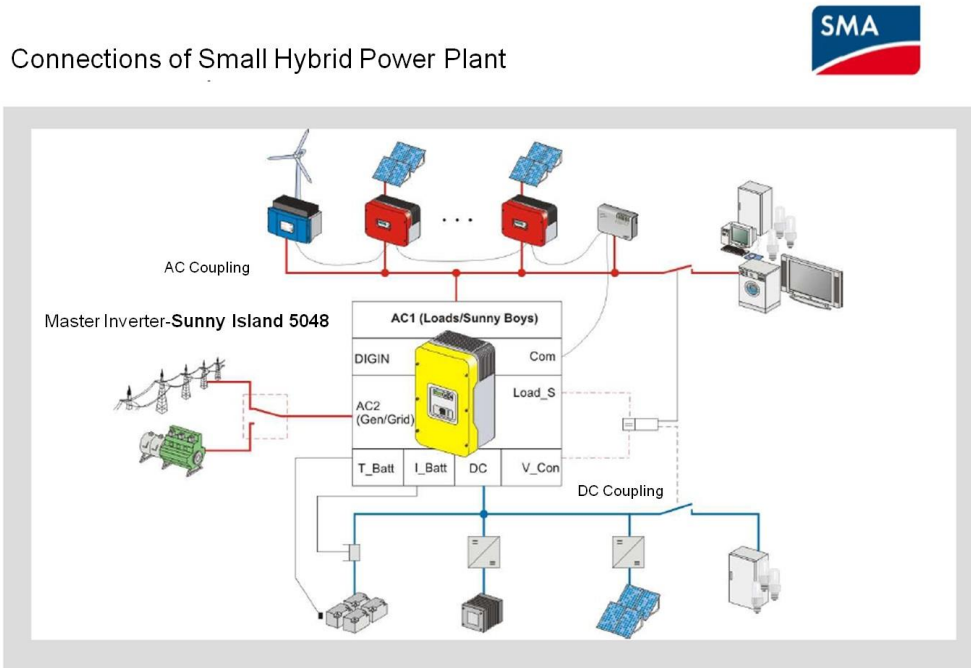 SMA
Connections of Small Hybrid Power Plant
AC Coupling
Master Inverter-Sunny Island 5048
AC1 (Loads/Sunny Boys)
DIGIN
Com
Load_S
AC2
(Gen/Grid)
T_Batt
I_Batt
DC
V_Con
DC Coupling